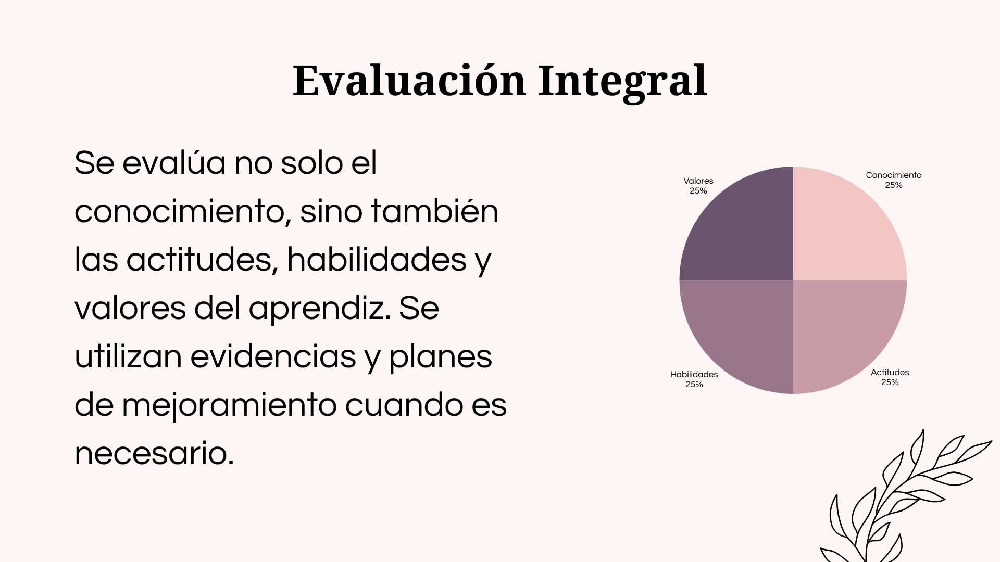 Evaluación Integral
Se evalúa no solo el
conocimiento, sino también
las actitudes, habilidades y
valores del aprendiz. Se
utilizan evidencias y planes
de mejoramiento cuando es
necesario.
Valores
25%
Conocimiento
25%
Habilidades
25%
Actitudes
25%